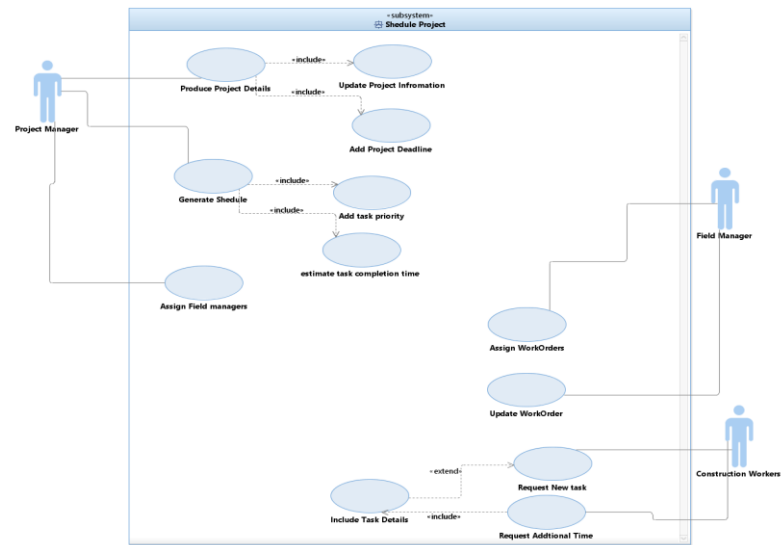 «subsystem»
Shedule Project
Project Manager
Produce Project Details
«include»
Update Project Infromation
«include»
Add Project Deadline
Generate Shedule
«include»
Add task priority
«include»
estimate task completion time
Assign Field managers
Field Manager
Assign WorkOrders
Update WorkOrder
Construction Workers
«extend»
Request New task
Include Task Details
«include»
Request Addtional Time